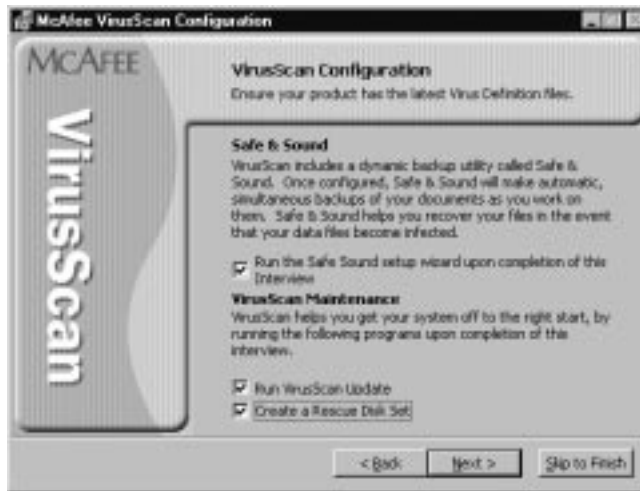 McAfee VirusScan Configuration
McAFEE
VirusScan
VirusScan Configuration
Ensure your product has the latest Virus Definition files.
Safe & Sound
VirusScan includes a dynamic backup utility called Safe &
Sound. Once configured, Safe & Sound will make automatic,
simultaneous backups of your documents as you work on
them. Safe & Sound helps you recover your files in the event
that your data files become infected.
Run the Safe Sound setup wizard upon completion of this
Interview
VirusScan Maintenance
VirusScan helps you get your system off to the right start, by
running the following programs upon completion of this
interview.
Run VirusScan Update
Create a Rescue Disk Set
< Back
Next >
Skip to Finish